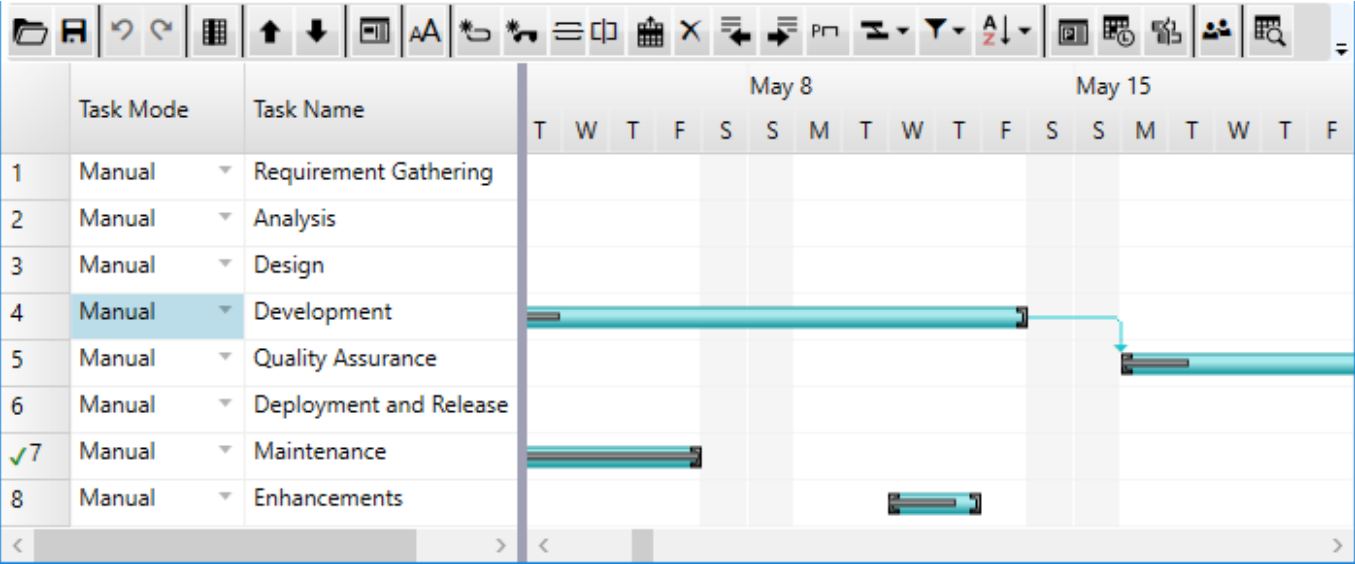 AA
A
Z
P
May 8 May 15
Task Mode Task Name
T W T F S S M T W T F S S M T W T F
1 Manual Requirement Gathering
2 Manual Analysis
3 Manual Design
4 Manual Development
5 Manual Quality Assurance
6 Manual Deployment and Release
7 Manual Maintenance
8 Manual Enhancements